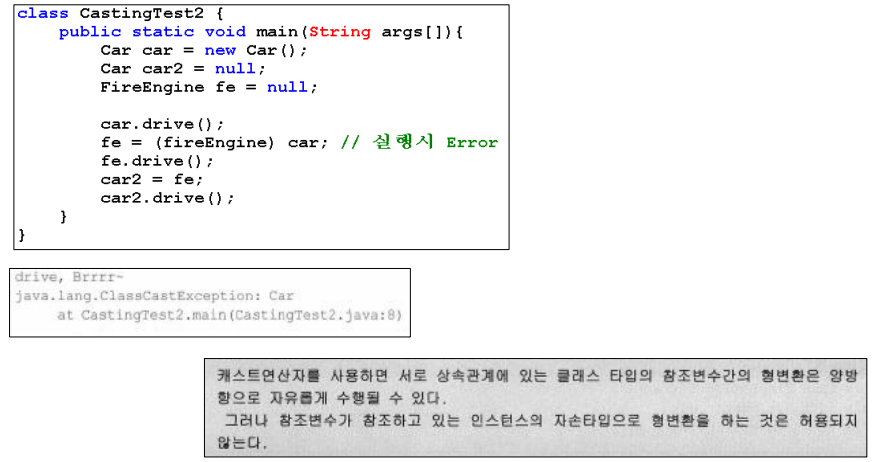 class CastingTest2 {
public static void main(String args[]){
Car car = new Car();
Car car2 = null;
FireEngine fe = null;
car.drive();
fe = (fireEngine) car; // 실행시 Error
fe.drive();
car2 = fe;
car2.drive();
}
}
drive, Brrrr~
java.lang.ClassCastException: Car
at CastingTest2.main(CastingTest2.java:8)
캐스트연산자를 사용하면 서로 상속관계에 있는 클래스 타입의 참조변수간의 형변환은 양방
향으로 자유롭게 수행될 수 있다.
그러나 참조변수가 참조하고 있는 인스턴스의 자손타입으로 형변환을 하는 것은 허용되지
않는다.